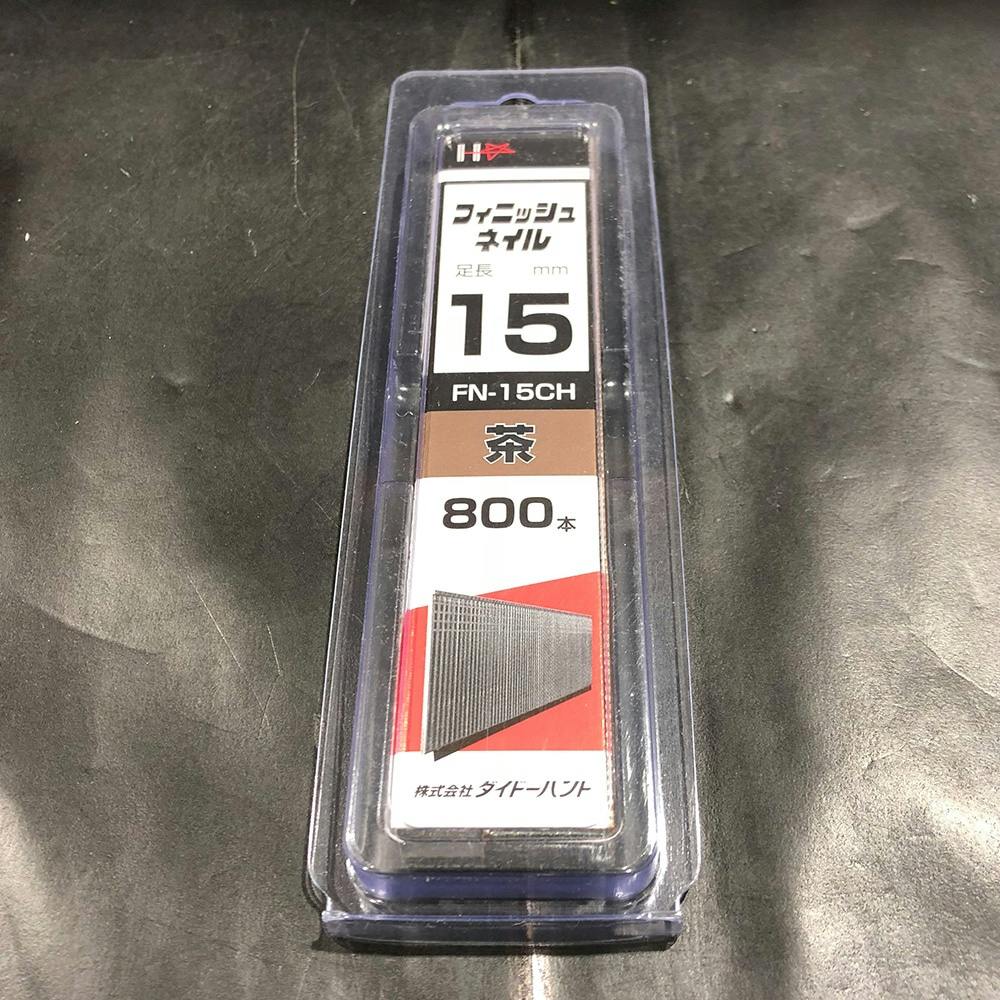 フィニッシュ
ネイル
足長 mm
15
FN-15CH
茶
800本
株式会社 ダイドーハント